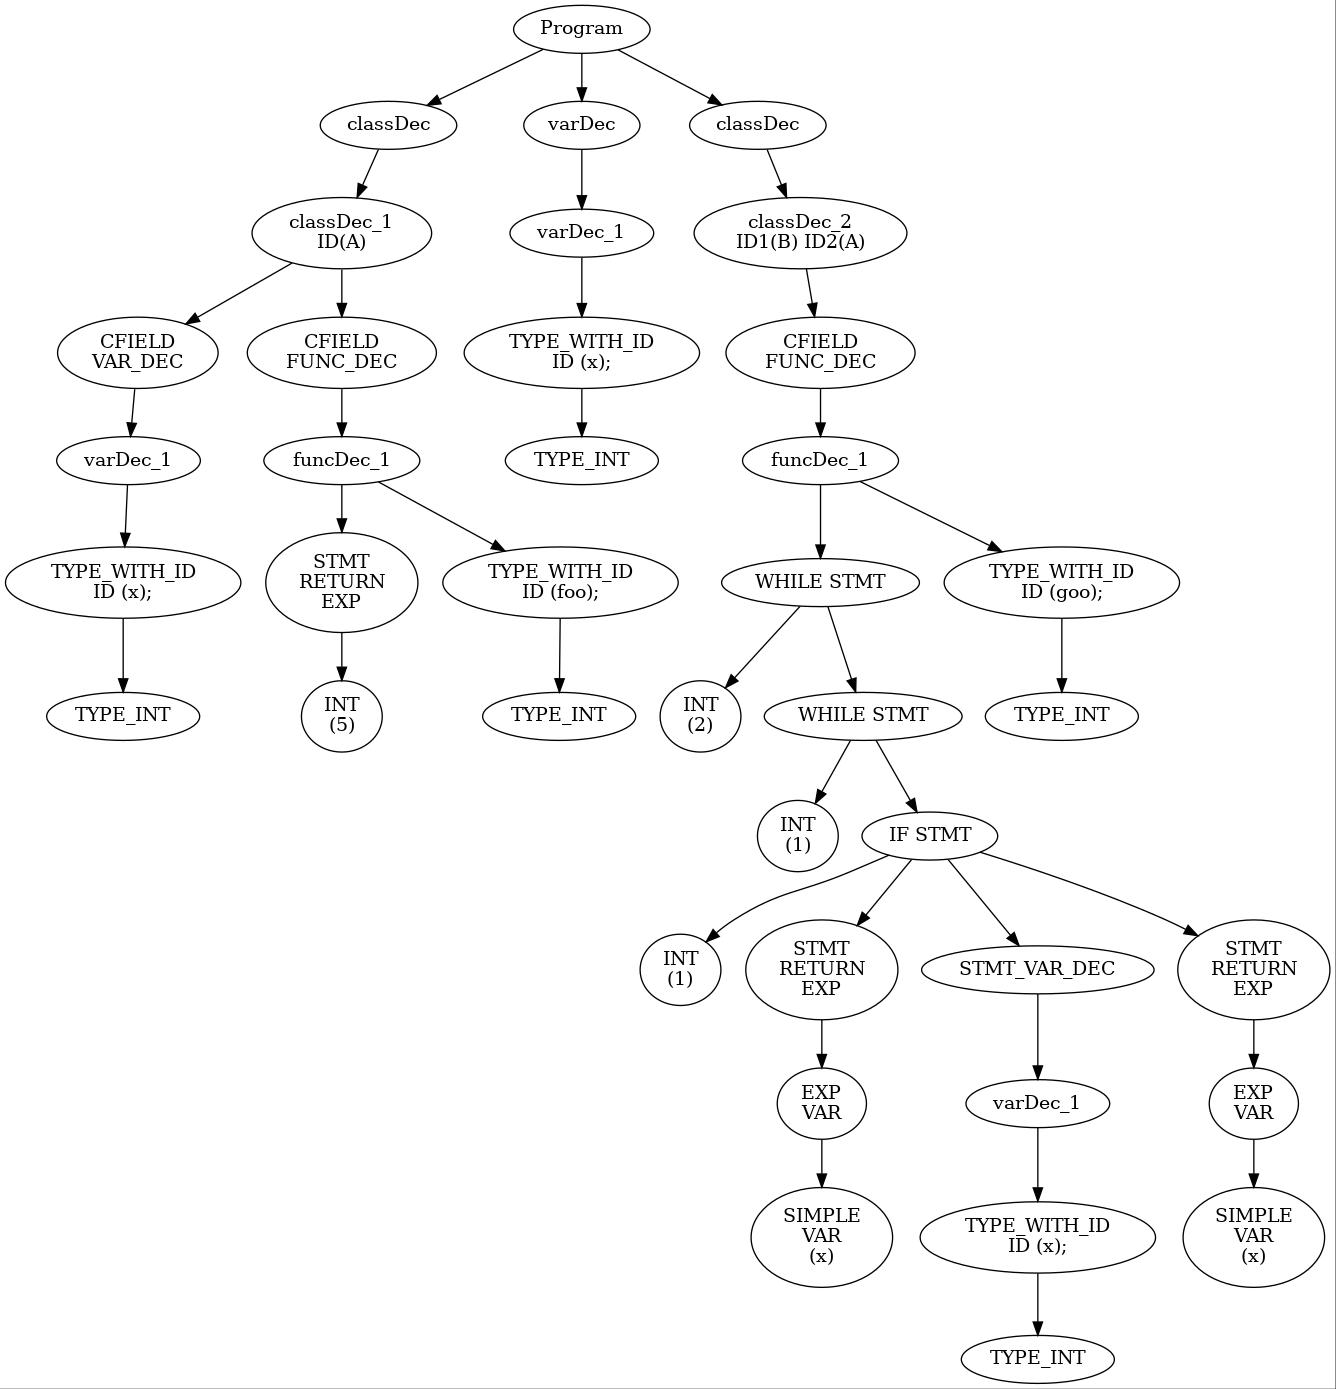 Program
classDec
varDec
classDec
classDec_1
ID(A)
varDec_1
classDec_2
ID1(B) ID2(A)
CFIELD
VAR_DEC
CFIELD
FUNC_DEC
TYPE_WITH_ID
ID (x);
CFIELD
FUNC_DEC
varDec_1
funcDec_1
TYPE_INT
funcDec_1
TYPE_WITH_ID
ID (x);
STMT
RETURN
EXP
TYPE_WITH_ID
ID (foo);
WHILE STMT
TYPE_WITH_ID
ID (goo);
TYPE_INT
INT
(5)
TYPE_INT
INT
(2)
WHILE STMT
TYPE_INT
INT
(1)
IF STMT
INT
(1)
STMT
RETURN
EXP
STMT_VAR_DEC
STMT
RETURN
EXP
EXP
VAR
varDec_1
EXP
VAR
SIMPLE
VAR
(x)
TYPE_WITH_ID
ID (x);
SIMPLE
VAR
(x)
TYPE_INT